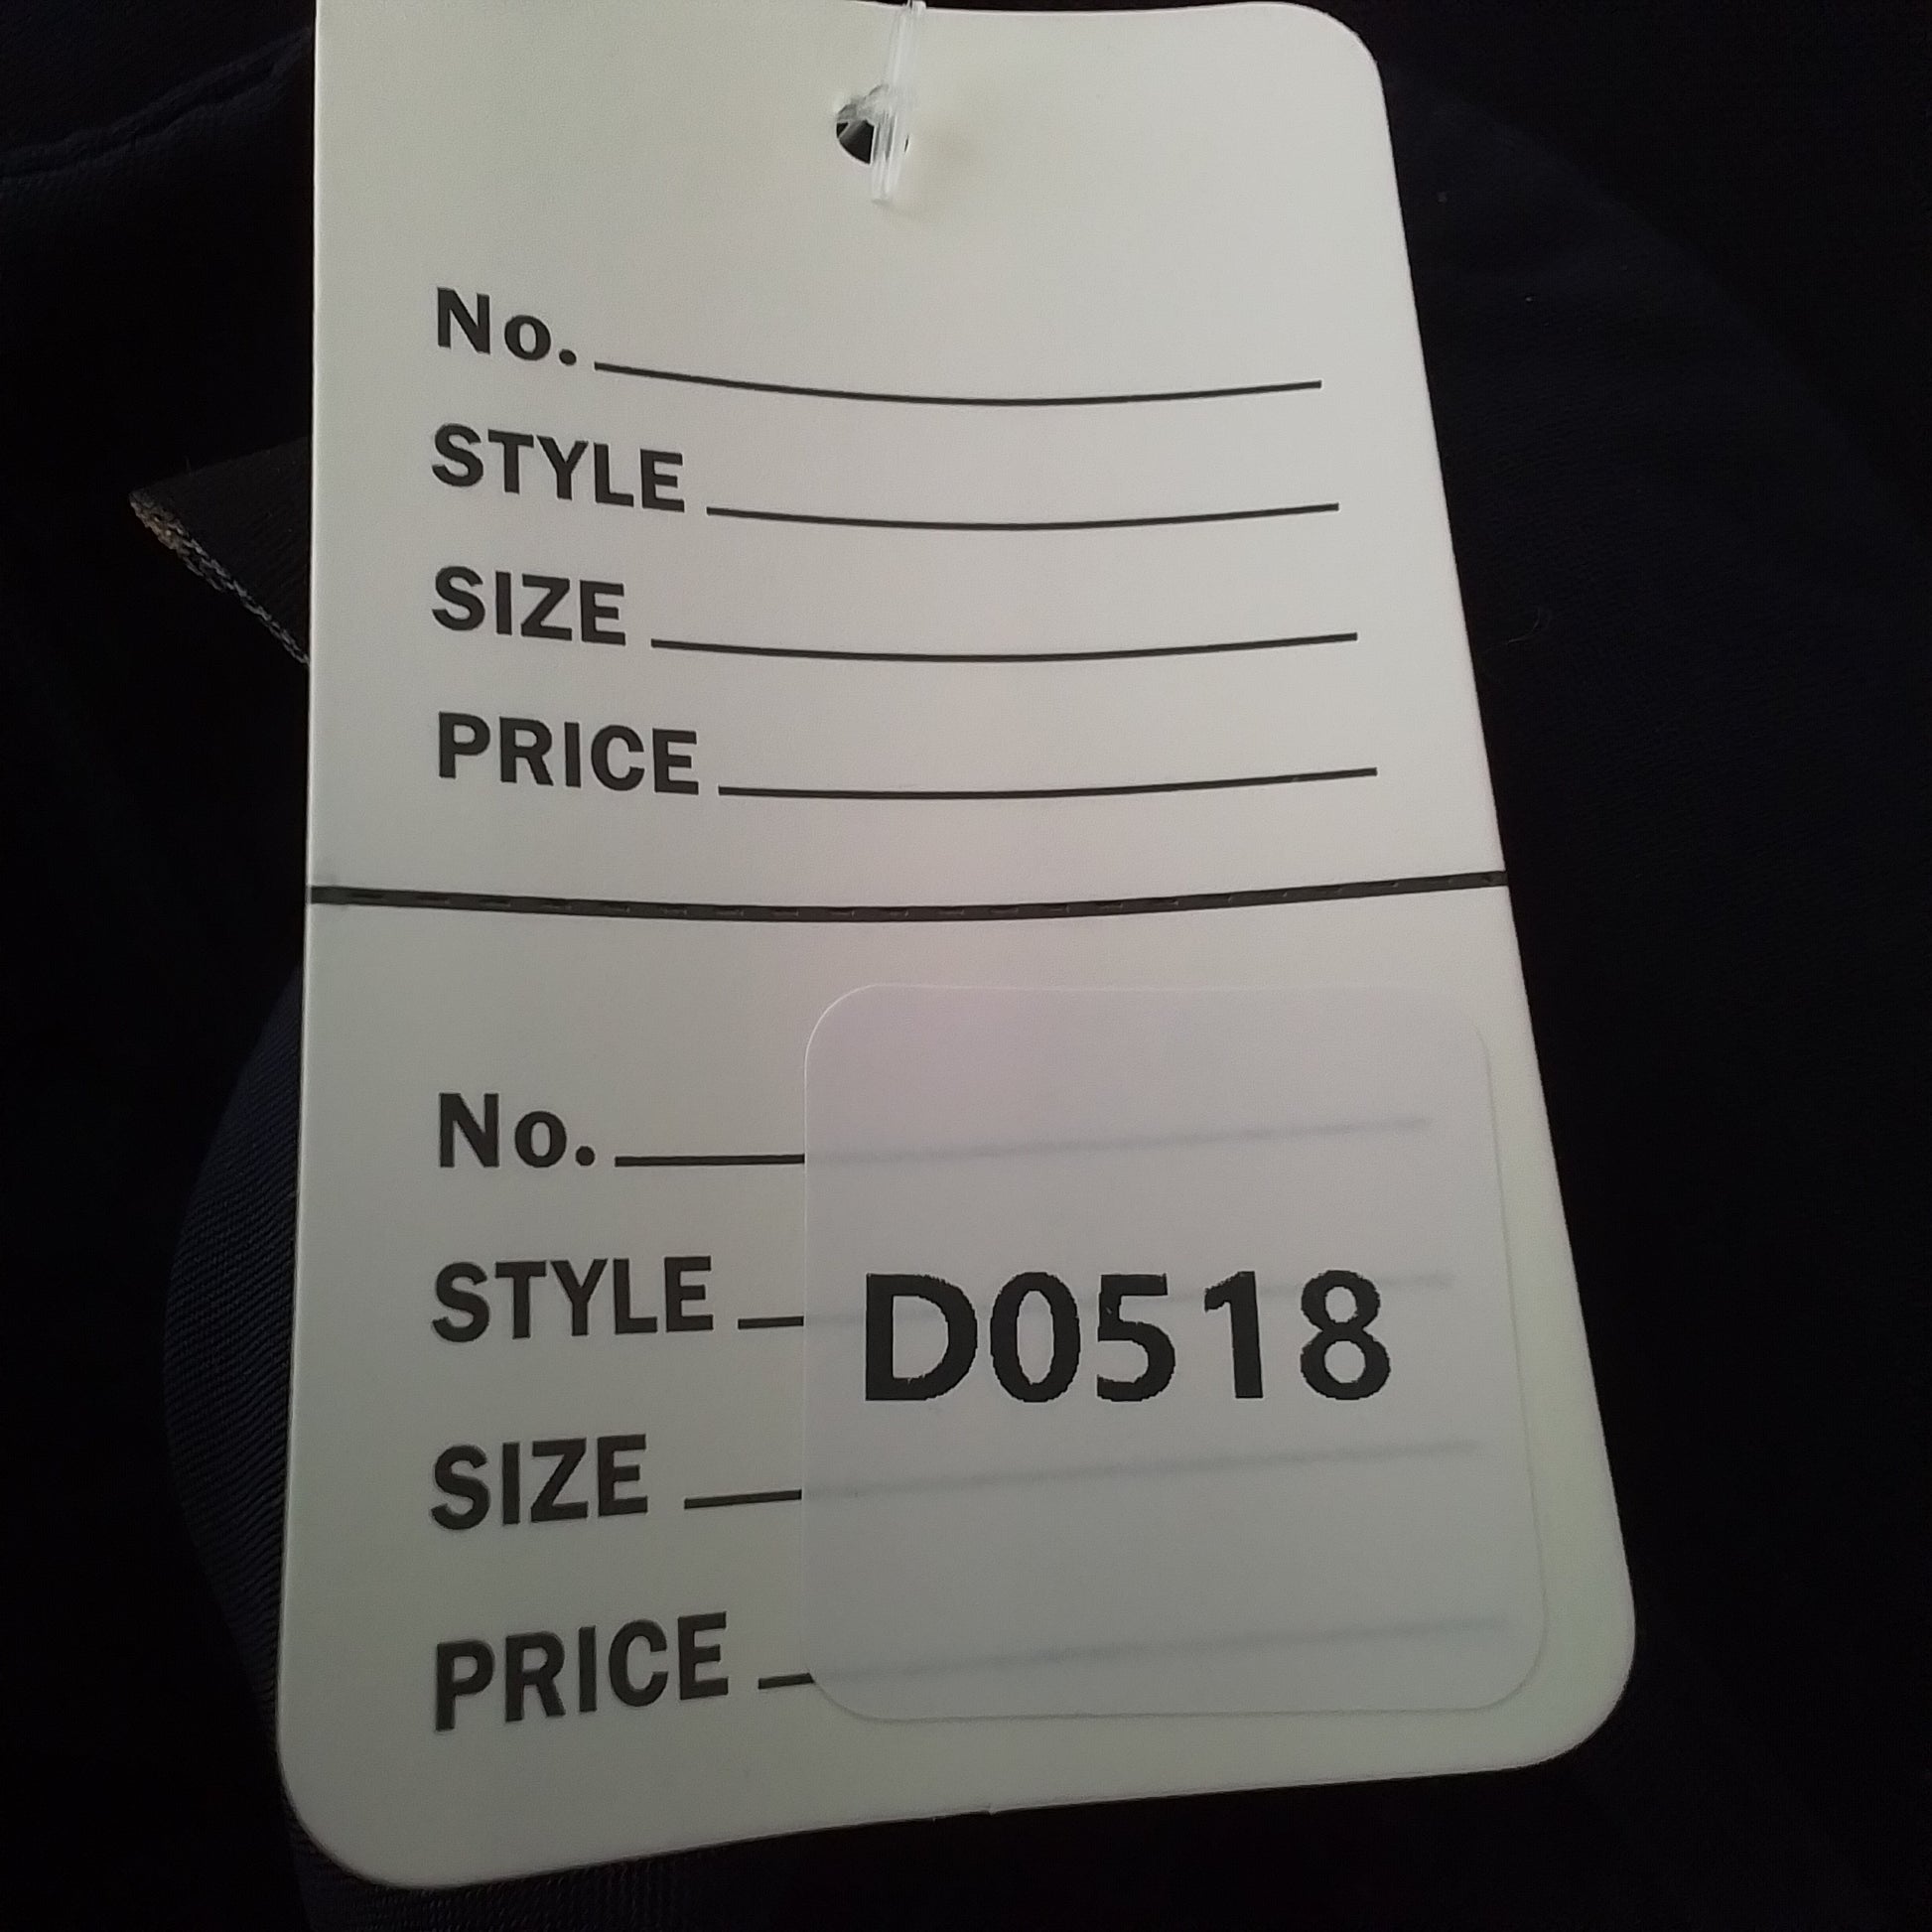 No.
STYLE
SIZE
PRICE
No.
STYLE
D0518
SIZE
PRICE